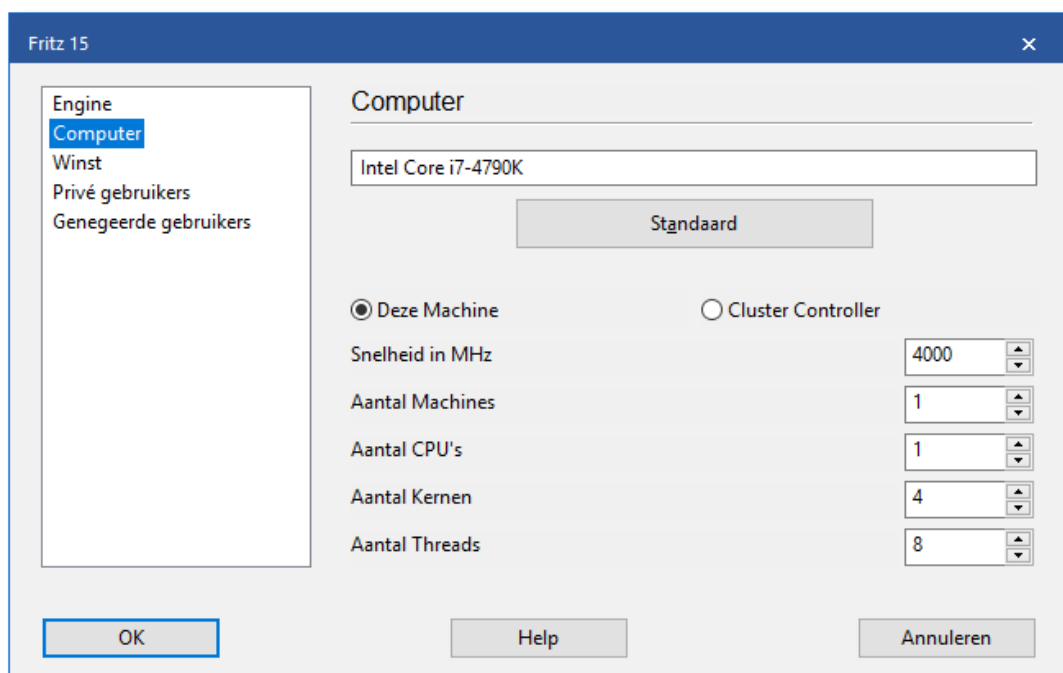 Fritz 15
Engine
Computer
Winst
Privé gebruikers
Genegeerde gebruikers
Computer
Intel Core i7-4790K
Standaard
Deze Machine
Cluster Controller
Snelheid in MHz
4000
Aantal Machines
1
Aantal CPU's
1
Aantal Kernen
4
Aantal Threads
8
OK
Help
Annuleren